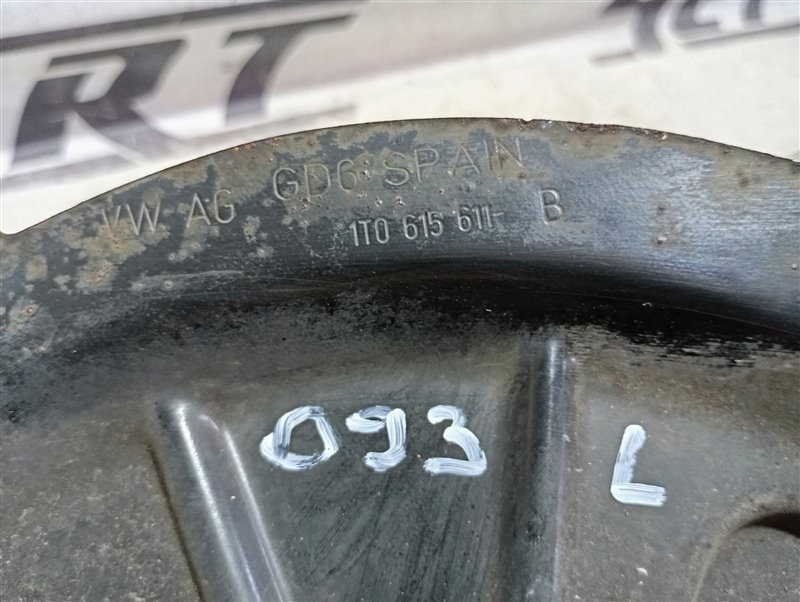 RT
VW AG GD6 SPAIN
1T0 615 611- B
093 L